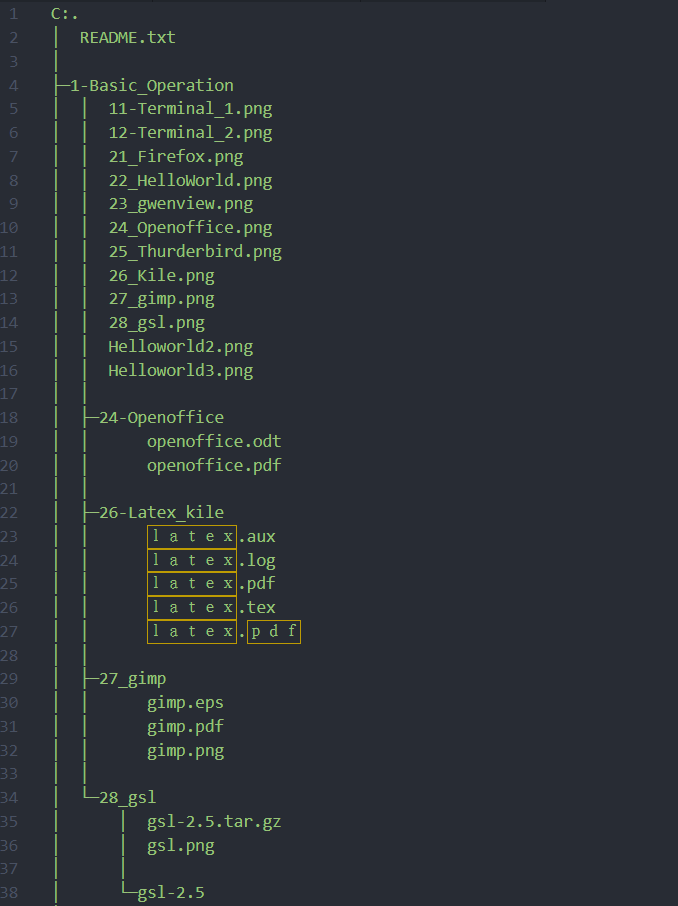 1 C:.
2 │  README.txt
3 │
4 ├─1-Basic_Operation
5 │  │  11-Terminal_1.png
6 │  │  12-Terminal_2.png
7 │  │  21_Firefox.png
8 │  │  22_HelloWorld.png
9 │  │  23_gwenview.png
10 │  │  24_Openoffice.png
11 │  │  25_Thurderbird.png
12 │  │  26_Kile.png
13 │  │  27_gimp.png
14 │  │  28_gsl.png
15 │  │  Helloworld2.png
16 │  │  Helloworld3.png
17 │  │
18 │  ├─24-Openoffice
19 │  │      openoffice.odt
20 │  │      openoffice.pdf
21 │  │
22 │  ├─26-Latex_kile
23 │  │      ｌａｔｅｘ.aux
24 │  │      ｌａｔｅｘ.log
25 │  │      ｌａｔｅｘ.pdf
26 │  │      ｌａｔｅｘ.tex
27 │  │      ｌａｔｅｘ.ｐｄｆ
28 │  │
29 │  ├─27_gimp
30 │  │      gimp.eps
31 │  │      gimp.pdf
32 │  │      gimp.png
33 │  │
34 │  └─28_gsl
35 │      │  gsl-2.5.tar.gz
36 │      │  gsl.png
37 │      │
38 │      └─gsl-2.5